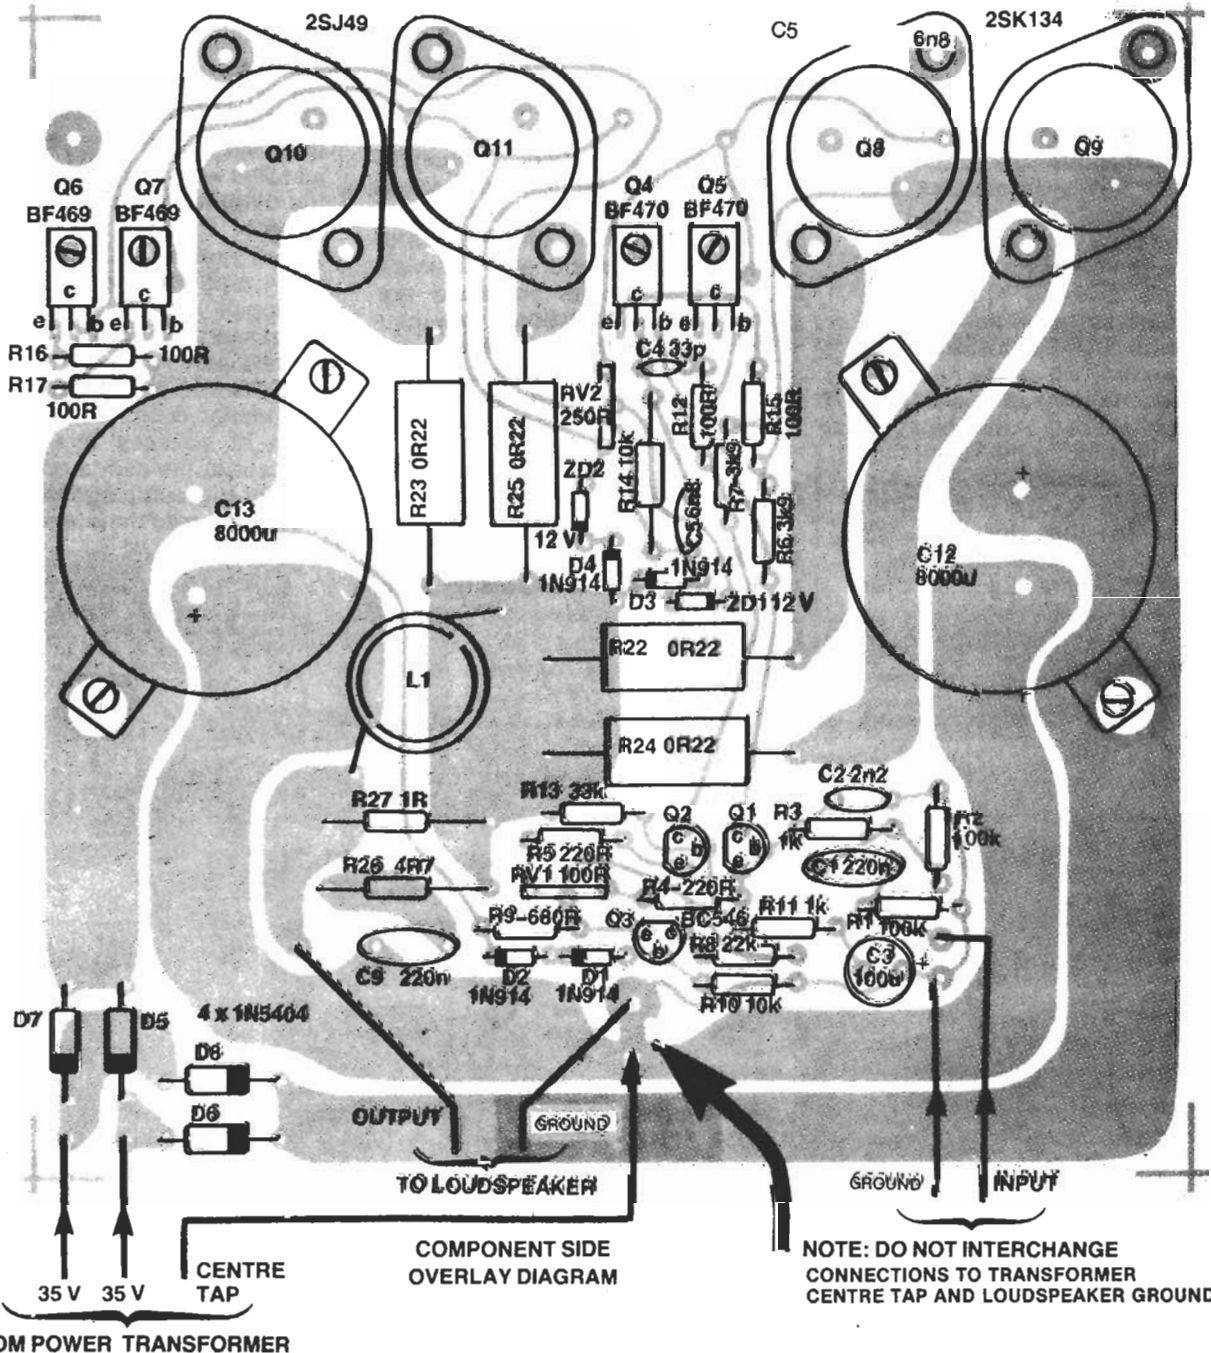 2SJ49
C5
6n8
2SK134
Q10
Q11
Q8
Q9
Q6
BF469
Q7
BF469
Q4
BF470
Q5
BF470
c
c
c
c
e
b
e
b
e
b
e
b
R16
100R
R17
100R
C4 33p
RV2
250R
R12
100R
R15
100R
R23 0R22
R25 0R22
ZD2
12 V
R14 10k
C5 6n8
R7 3k9
R6 3k9
C13
8000u
+
C12
8000u
+
D4
1N914
1N914
D3
ZD1 12 V
R22 0R22
L1
R24 0R22
R27 1R
R13 33k
Q2
Q1
R3
1k
C2 2n2
R2
100k
c
b
e
c
b
e
R5 220R
R26 4R7
RV1 100R
C1 220n
R4 220R
R9 680R
Q3
BC546
R11 1k
R1
100k
e
c
b
R8 22k
C3
100u
+
C9 220n
D2
1N914
D1
1N914
R10 10k
D7
D5
4 x 1N5404
D8
D6
OUTPUT
GROUND
TO LOUDSPEAKER
GROUND
INPUT
35 V
35 V
CENTRE
TAP
COMPONENT SIDE
OVERLAY DIAGRAM
NOTE: DO NOT INTERCHANGE
CONNECTIONS TO TRANSFORMER
CENTRE TAP AND LOUDSPEAKER GROUND
OM POWER TRANSFORMER